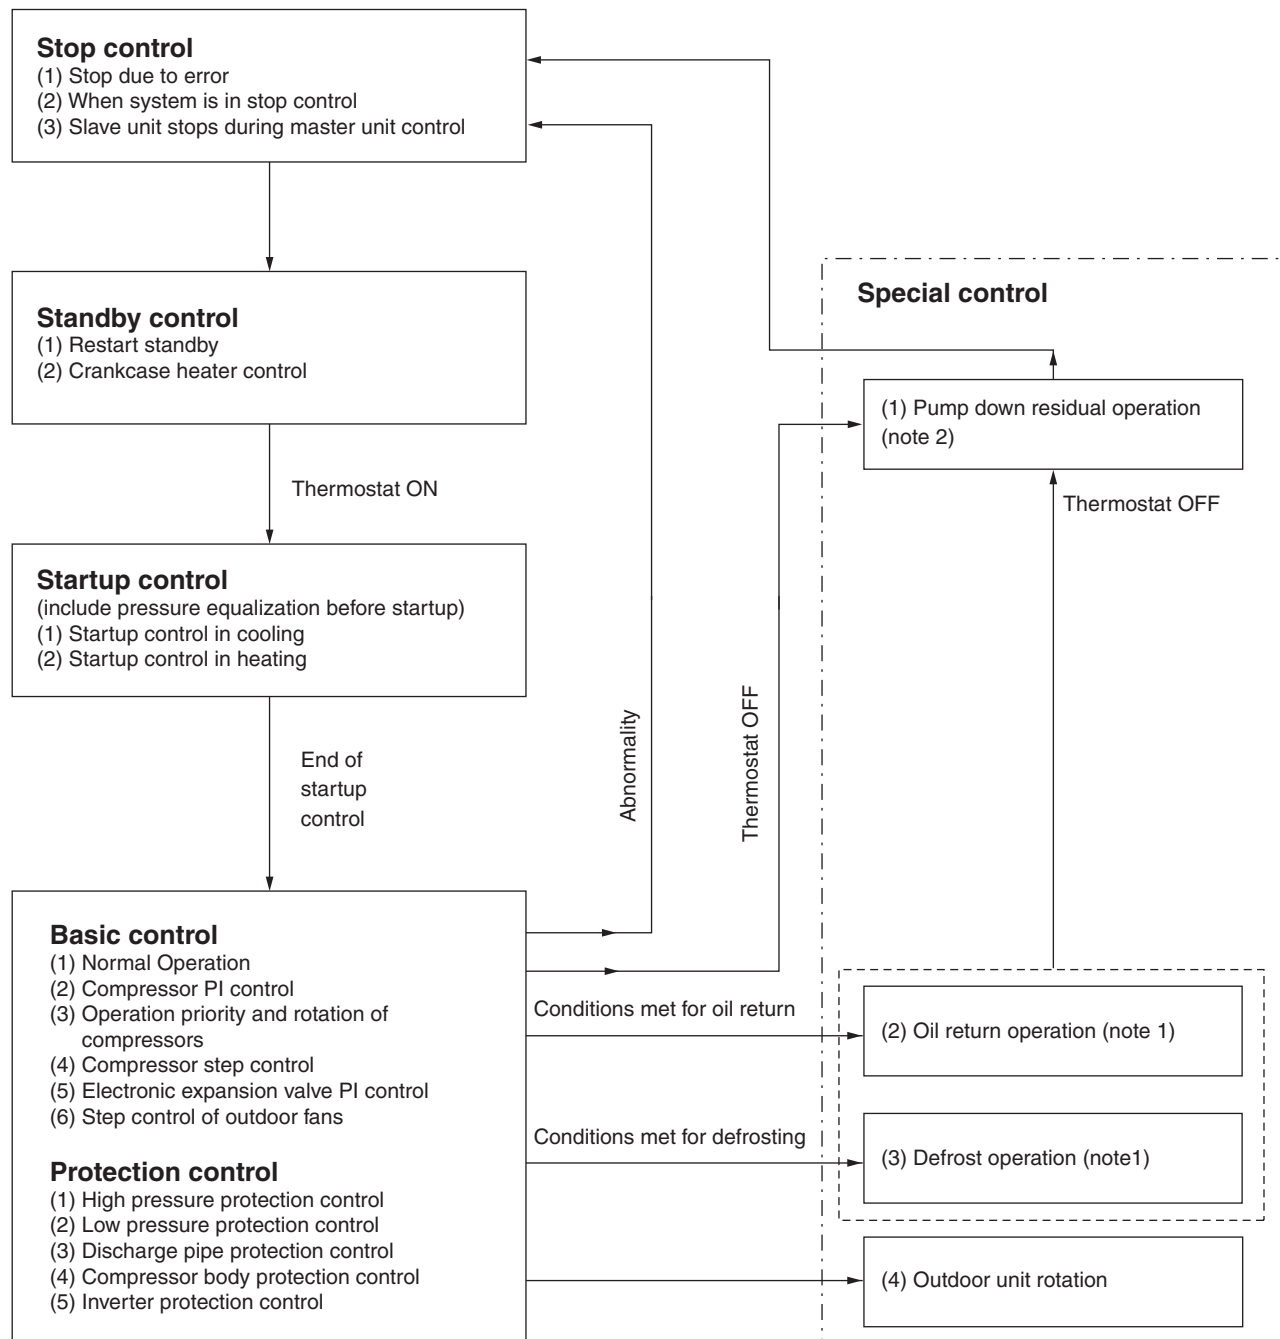 Stop control
(1) Stop due to error
(2) When system is in stop control
(3) Slave unit stops during master unit control
Standby control
(1) Restart standby
(2) Crankcase heater control
Thermostat ON
Startup control
(include pressure equalization before startup)
(1) Startup control in cooling
(2) Startup control in heating
End of
startup
control
Basic control
(1) Normal Operation
(2) Compressor PI control
(3) Operation priority and rotation of
compressors
(4) Compressor step control
(5) Electronic expansion valve PI control
(6) Step control of outdoor fans
Protection control
(1) High pressure protection control
(2) Low pressure protection control
(3) Discharge pipe protection control
(4) Compressor body protection control
(5) Inverter protection control
Abnormality
Thermostat OFF
Conditions met for oil return
Conditions met for defrosting
Special control
(1) Pump down residual operation
(note 2)
Thermostat OFF
(2) Oil return operation (note 1)
(3) Defrost operation (note1)
(4) Outdoor unit rotation